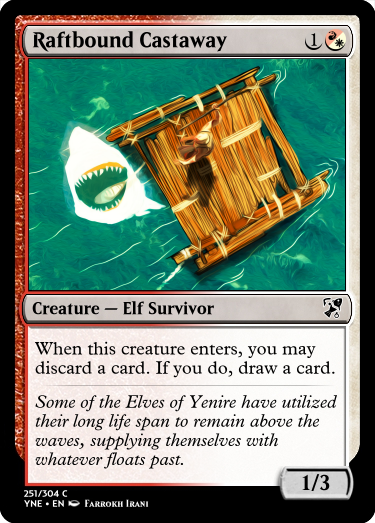 Raftbound Castaway 1
Creature — Elf Survivor
When this creature enters, you may
discard a card. If you do, draw a card.
Some of the Elves of Yenire have utilized
their long life span to remain above the
waves, supplying themselves with
whatever floats past.
1/3
251/304 C
YNE • EN Farrokh Irani